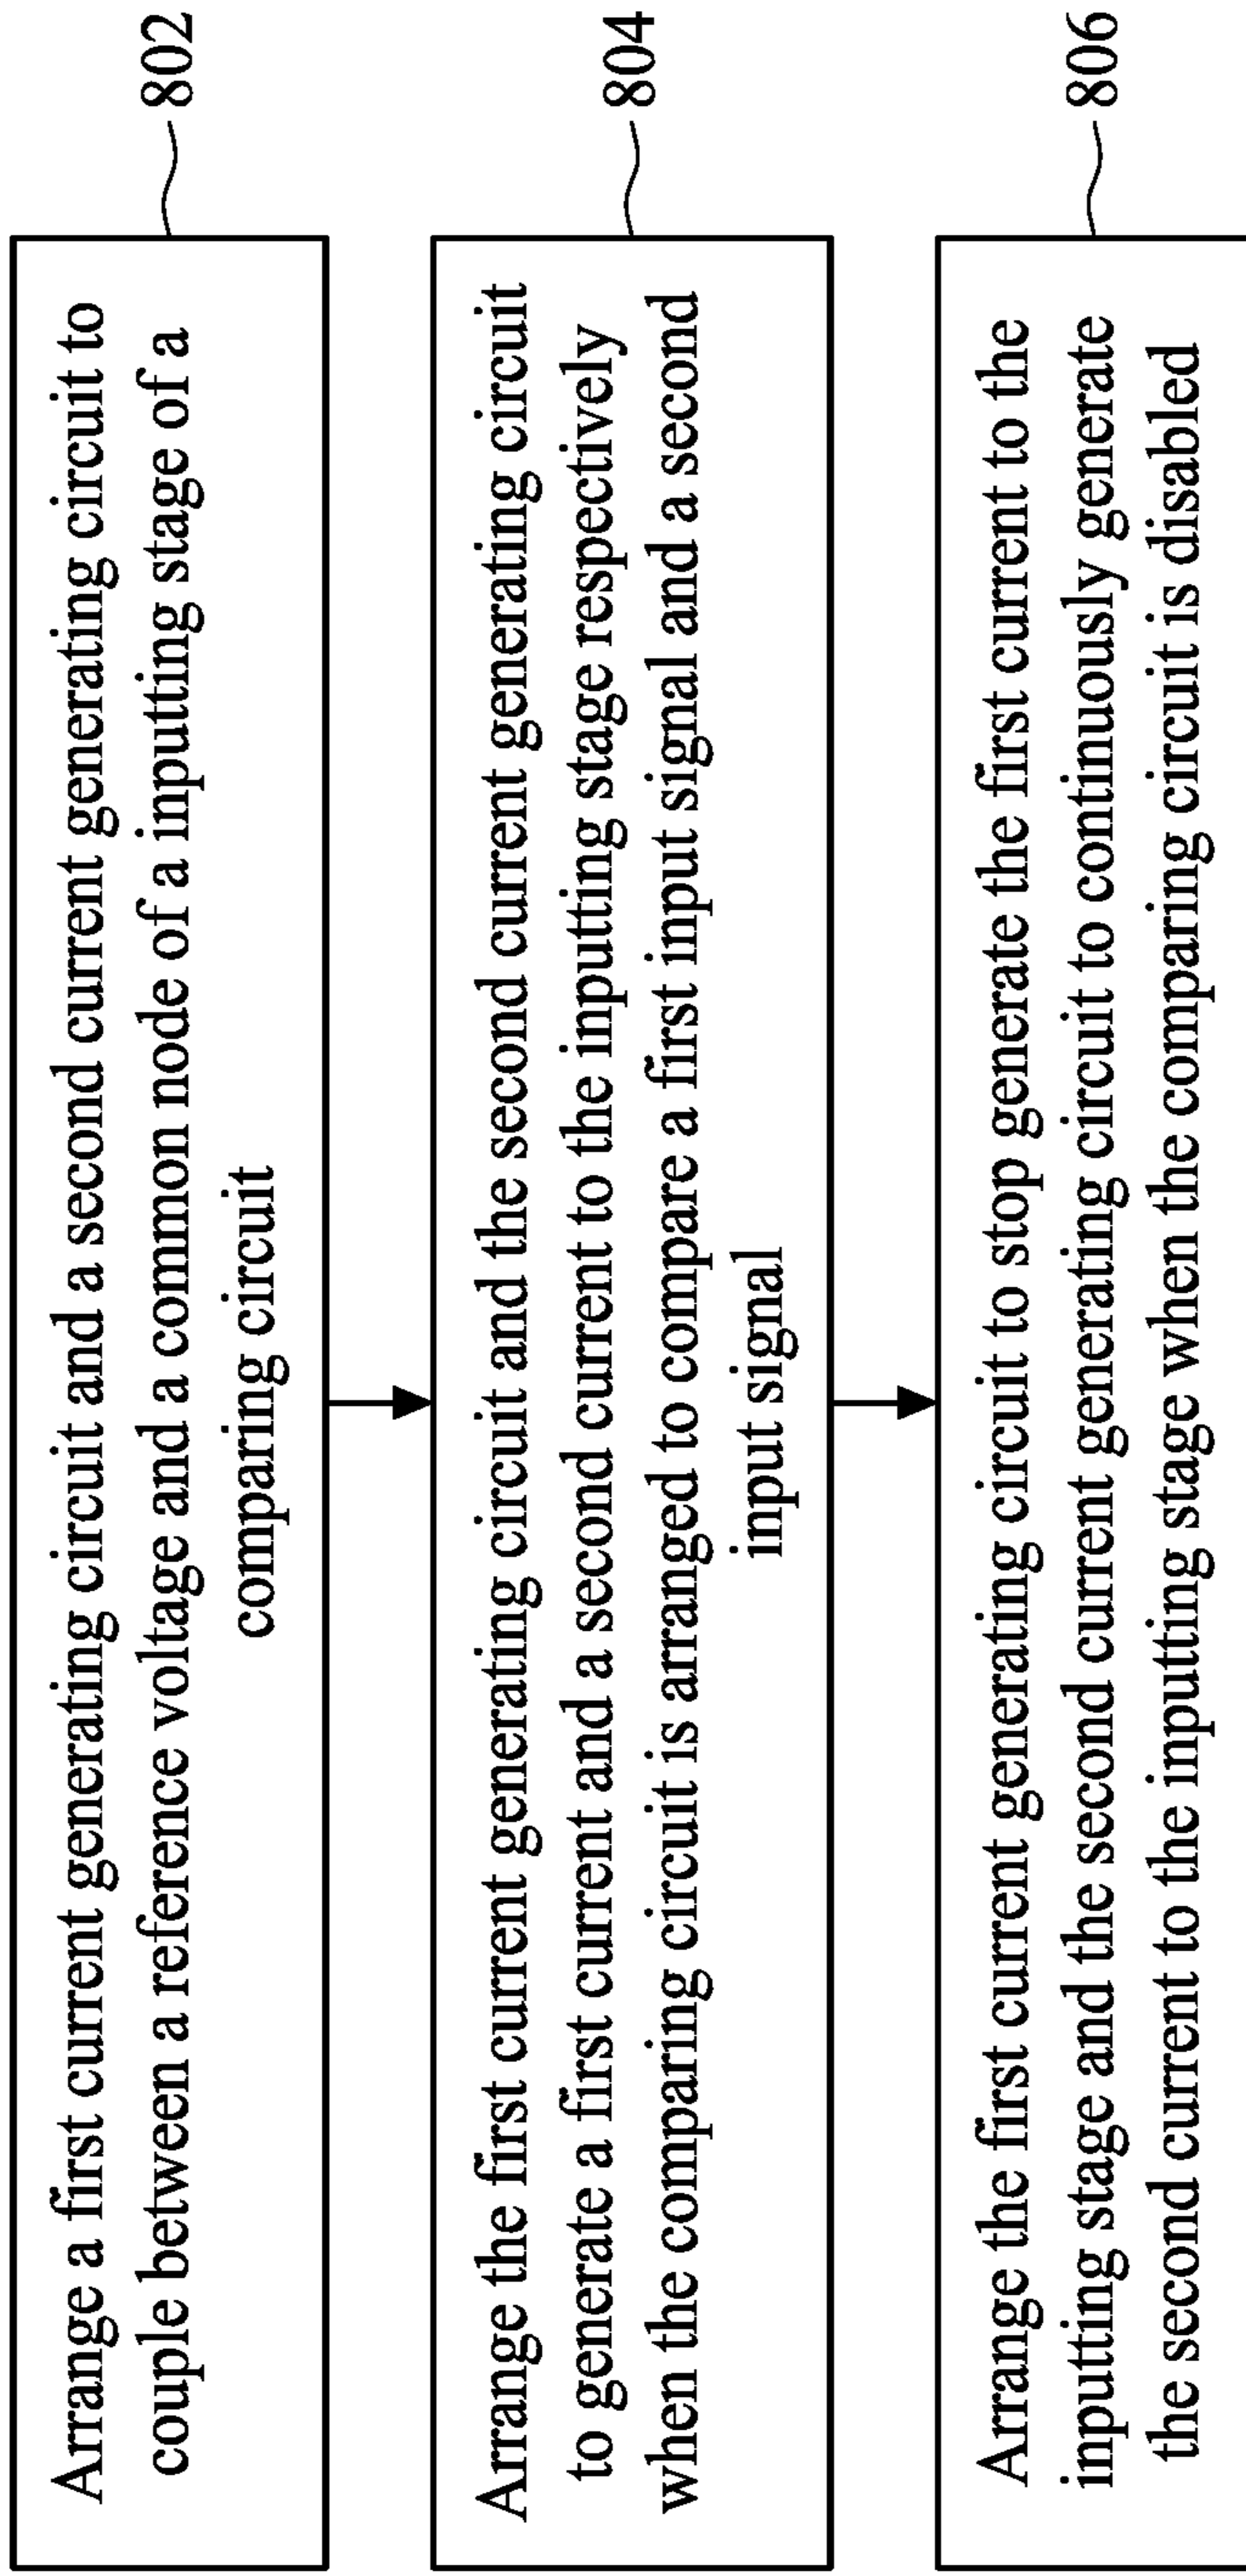 Arrange a first current generating circuit and a second current generating circuit to
couple between a reference voltage and a common node of a inputting stage of a
comparing circuit
802
Arrange the first current generating circuit and the second current generating circuit
to generate a first current and a second current to the inputting stage respectively
when the comparing circuit is arranged to compare a first input signal and a second
input signal
804
Arrange the first current generating circuit to stop generate the first current to the
inputting stage and the second current generating circuit to continuously generate
the second current to the inputting stage when the comparing circuit is disabled
806